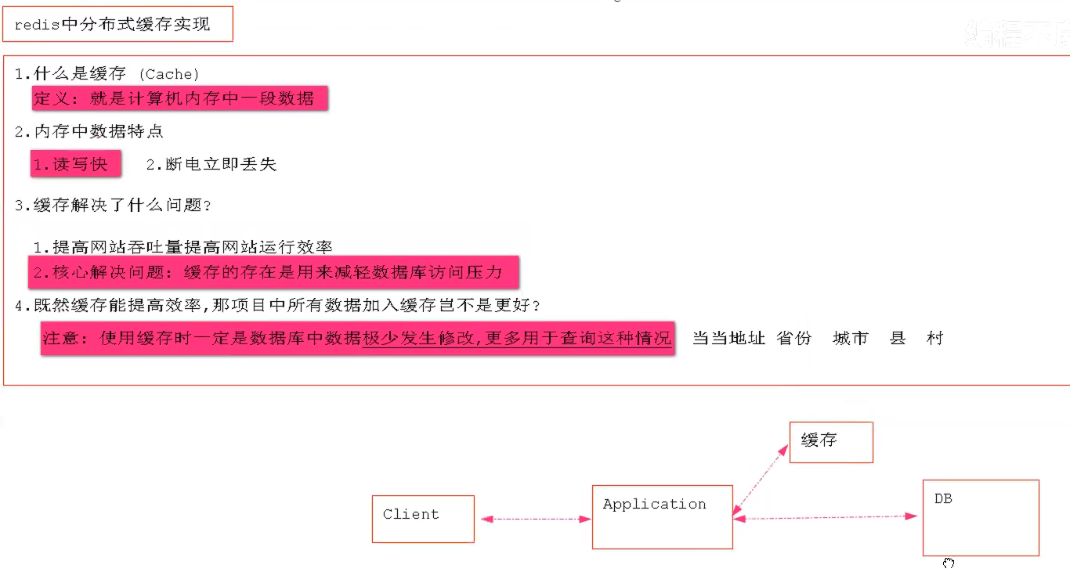 redis中分布式缓存实现
1.什么是缓存 (Cache)
定义: 就是计算机内存中一段数据
2.内存中数据特点
1.读写快 2.断电立即丢失
3.缓存解决了什么问题?
1.提高网站吞吐量提高网站运行效率
2.核心解决问题: 缓存的存在是用来减轻数据库访问压力
4.既然缓存能提高效率,那项目中所有数据加入缓存岂不是更好?
注意: 使用缓存时一定是数据库中数据极少发生修改,更多用于查询这种情况 当当地址 省份 城市 县 村
缓存
Client
Application
DB